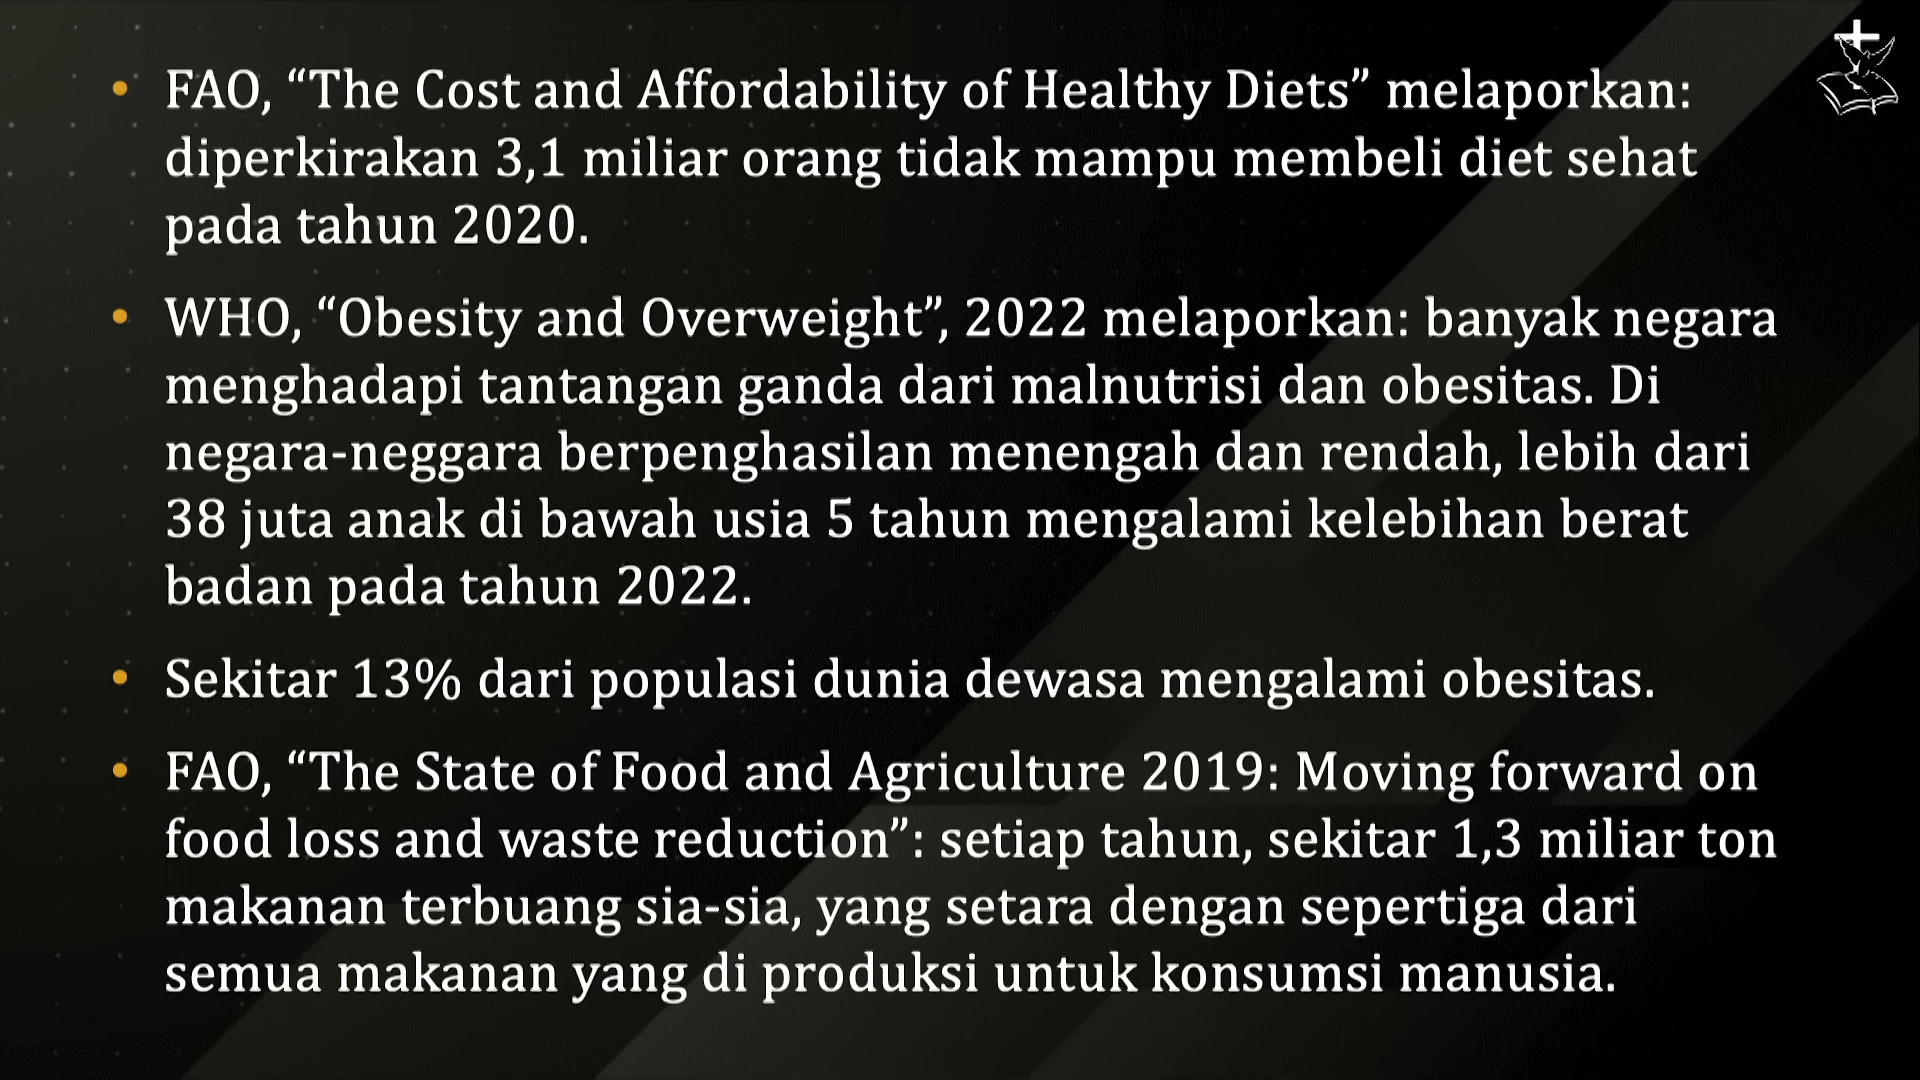 • FAO, “The Cost and Affordability of Healthy Diets” melaporkan:
diperkirakan 3,1 miliar orang tidak mampu membeli diet sehat
pada tahun 2020.
• WHO, “Obesity and Overweight”, 2022 melaporkan: banyak negara
menghadapi tantangan ganda dari malnutrisi dan obesitas. Di
negara-neggara berpenghasilan menengah dan rendah, lebih dari
38 juta anak di bawah usia 5 tahun mengalami kelebihan berat
badan pada tahun 2022.
• Sekitar 13% dari populasi dunia dewasa mengalami obesitas.
• FAO, “The State of Food and Agriculture 2019: Moving forward on
food loss and waste reduction”: setiap tahun, sekitar 1,3 miliar ton
makanan terbuang sia-sia, yang setara dengan sepertiga dari
semua makanan yang di produksi untuk konsumsi manusia.